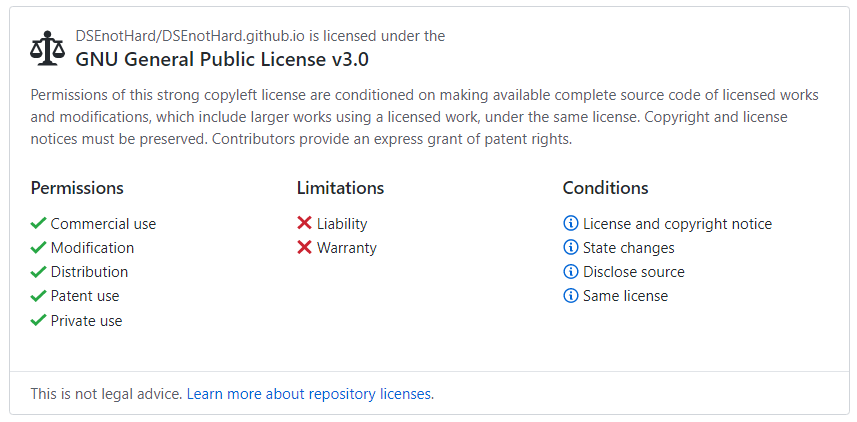 DSEnotHard/DSEnotHard.github.io is licensed under the
GNU General Public License v3.0
Permissions of this strong copyleft license are conditioned on making available complete source code of licensed works
and modifications, which include larger works using a licensed work, under the same license. Copyright and license
notices must be preserved. Contributors provide an express grant of patent rights.
Permissions
Commercial use
Modification
Distribution
Patent use
Private use
Limitations
Liability
Warranty
Conditions
License and copyright notice
State changes
Disclose source
Same license
This is not legal advice. Learn more about repository licenses.